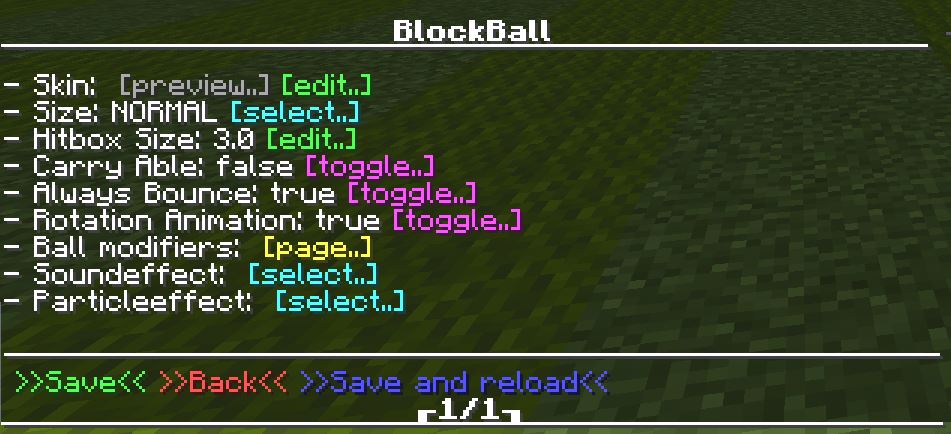 BlockBall
- Skin: [preview..] [edit..]
- Size: NORMAL [select..]
- Hitbox Size: 3.0 [edit..]
- Carry Able: false [toggle..]
- Always Bounce: true [toggle..]
- Rotation Animation: true [toggle..]
- Ball modifiers: [page..]
- Soundeffect: [select..]
- Particleeffect: [select..]
>>Save<< >>Back<< >>Save and reload<<
┌1/1┐